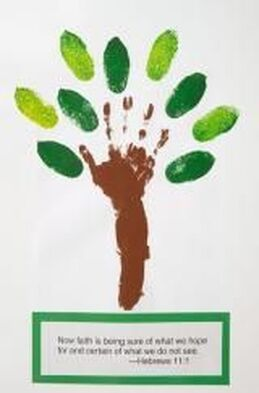 Now faith is being sure of what we hope
for and certain of what we do not see.
—Hebrews 11:1